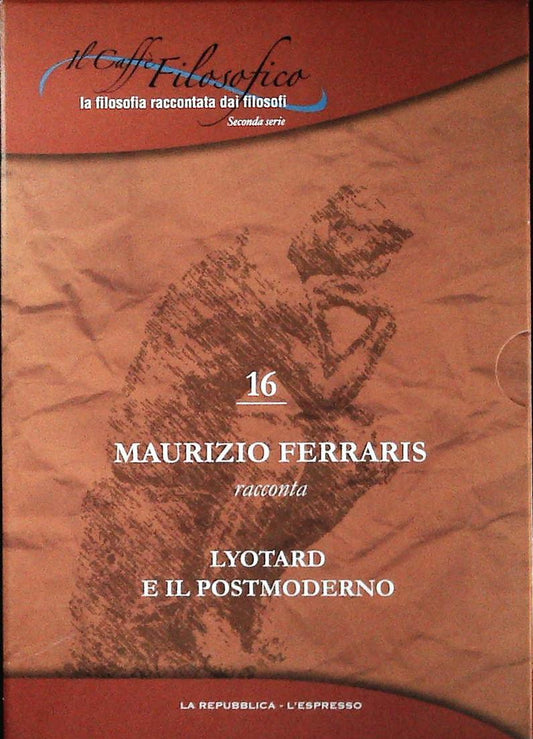 Il Caffè Filosofico
la filosofia raccontata dai filosofi
Seconda serie
16
MAURIZIO FERRARIS
racconta
LYOTARD
E IL POSTMODERNO
LA REPUBBLICA - L'ESPRESSO